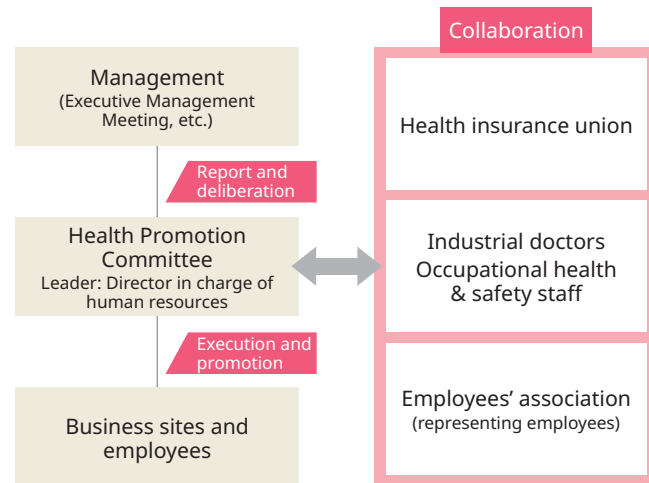 Management
(Executive Management
Meeting, etc.)
Report and
deliberation
Health Promotion
Committee
Leader: Director in charge of
human resources
Execution and
promotion
Business sites and
employees
Collaboration
Health insurance union
Industrial doctors
Occupational health
& safety staff
Employees’ association
(representing employees)